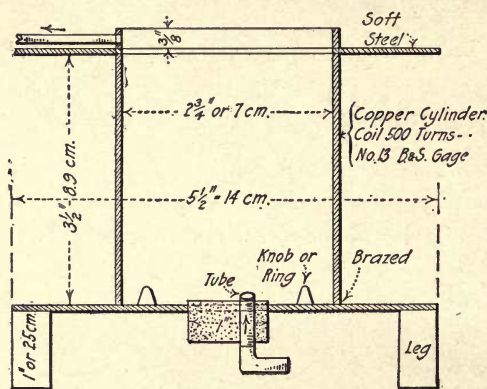 Soft
Steel
3/8"
2 3/4" or 7 cm.
Copper Cylinder.
Coil 500 Turns--
No. 13 B.&S. Gage
3 1/2"-8.9 cm.
5 1/2"-14 cm.
Knob or
Ring
Tube
Brazed
1"
1" or 2.5 cm.
Leg